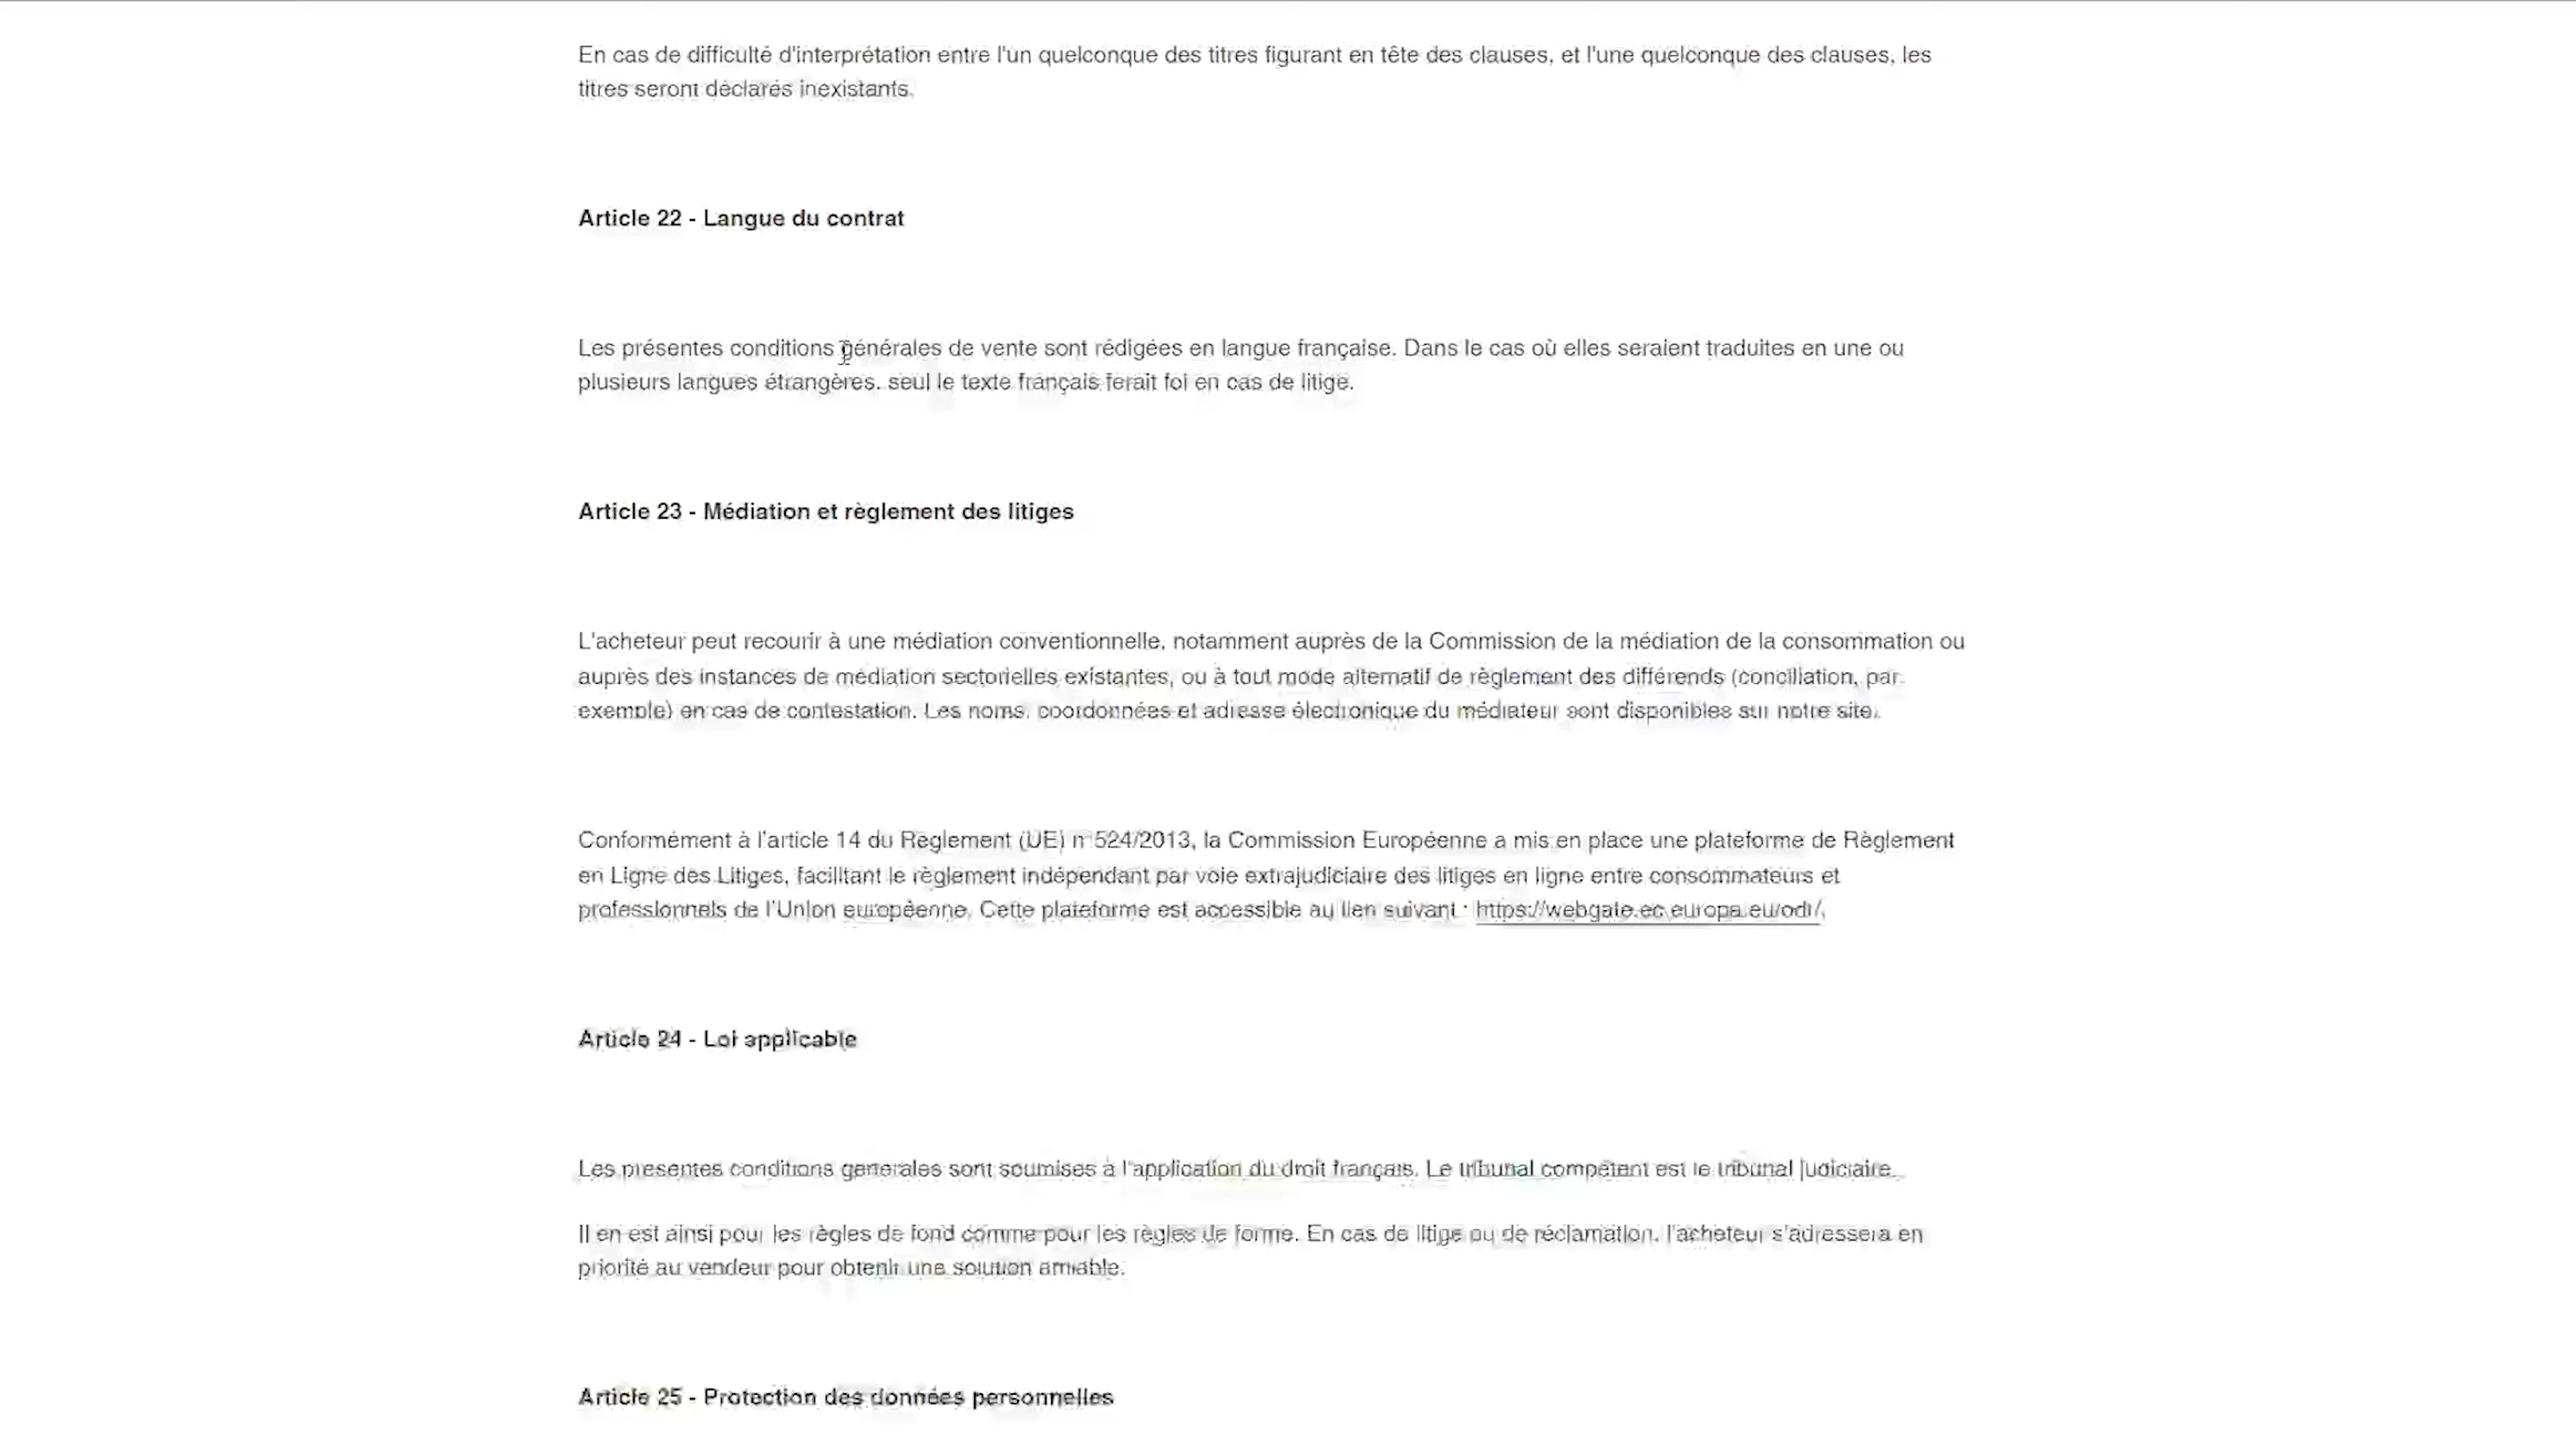 En cas de difficulté d'interprétation entre l'un quelconque des titres figurant en tête des clauses, et l'une quelconque des clauses, les
titres seront déclarés inexistants.
Article 22 - Langue du contrat
Les présentes conditions générales de vente sont rédigées en langue française. Dans le cas où elles seraient traduites en une ou
plusieurs langues étrangères, seul le texte français ferait foi en cas de litige.
Article 23 - Médiation et règlement des litiges
L'acheteur peut recourir à une médiation conventionnelle, notamment auprès de la Commission de la médiation de la consommation ou
auprès des instances de médiation sectorielles existantes, ou à tout mode alternatif de règlement des différends (conciliation, par
exemple) en cas de contestation. Les noms, coordonnées et adresse électronique du médiateur sont disponibles sur notre site.
Conformément à l'article 14 du Règlement (UE) n°524/2013, la Commission Européenne a mis en place une plateforme de Règlement
en Ligne des Litiges, facilitant le règlement indépendant par voie extrajudiciaire des litiges en ligne entre consommateurs et
professionnels de l'Union européenne. Cette plateforme est accessible au lien suivant : https://webgate.ec.europa.eu/odr/.
Article 24 - Loi applicable
Les présentes conditions générales sont soumises à l'application du droit français. Le tribunal compétent est le tribunal judiciaire.
Il en est ainsi pour les règles de fond comme pour les règles de forme. En cas de litige ou de réclamation, l'acheteur s'adressera en
priorité au vendeur pour obtenir une solution amiable.
Article 25 - Protection des données personnelles